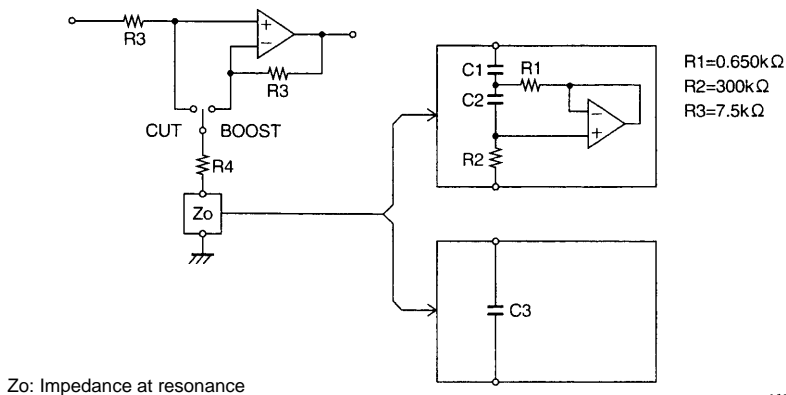 R3
+
−
R3
CUT
BOOST
R4
Zo
C1
R1
C2
−
+
R2
C3
R1=0.650kΩ
R2=300kΩ
R3=7.5kΩ
Zo: Impedance at resonance